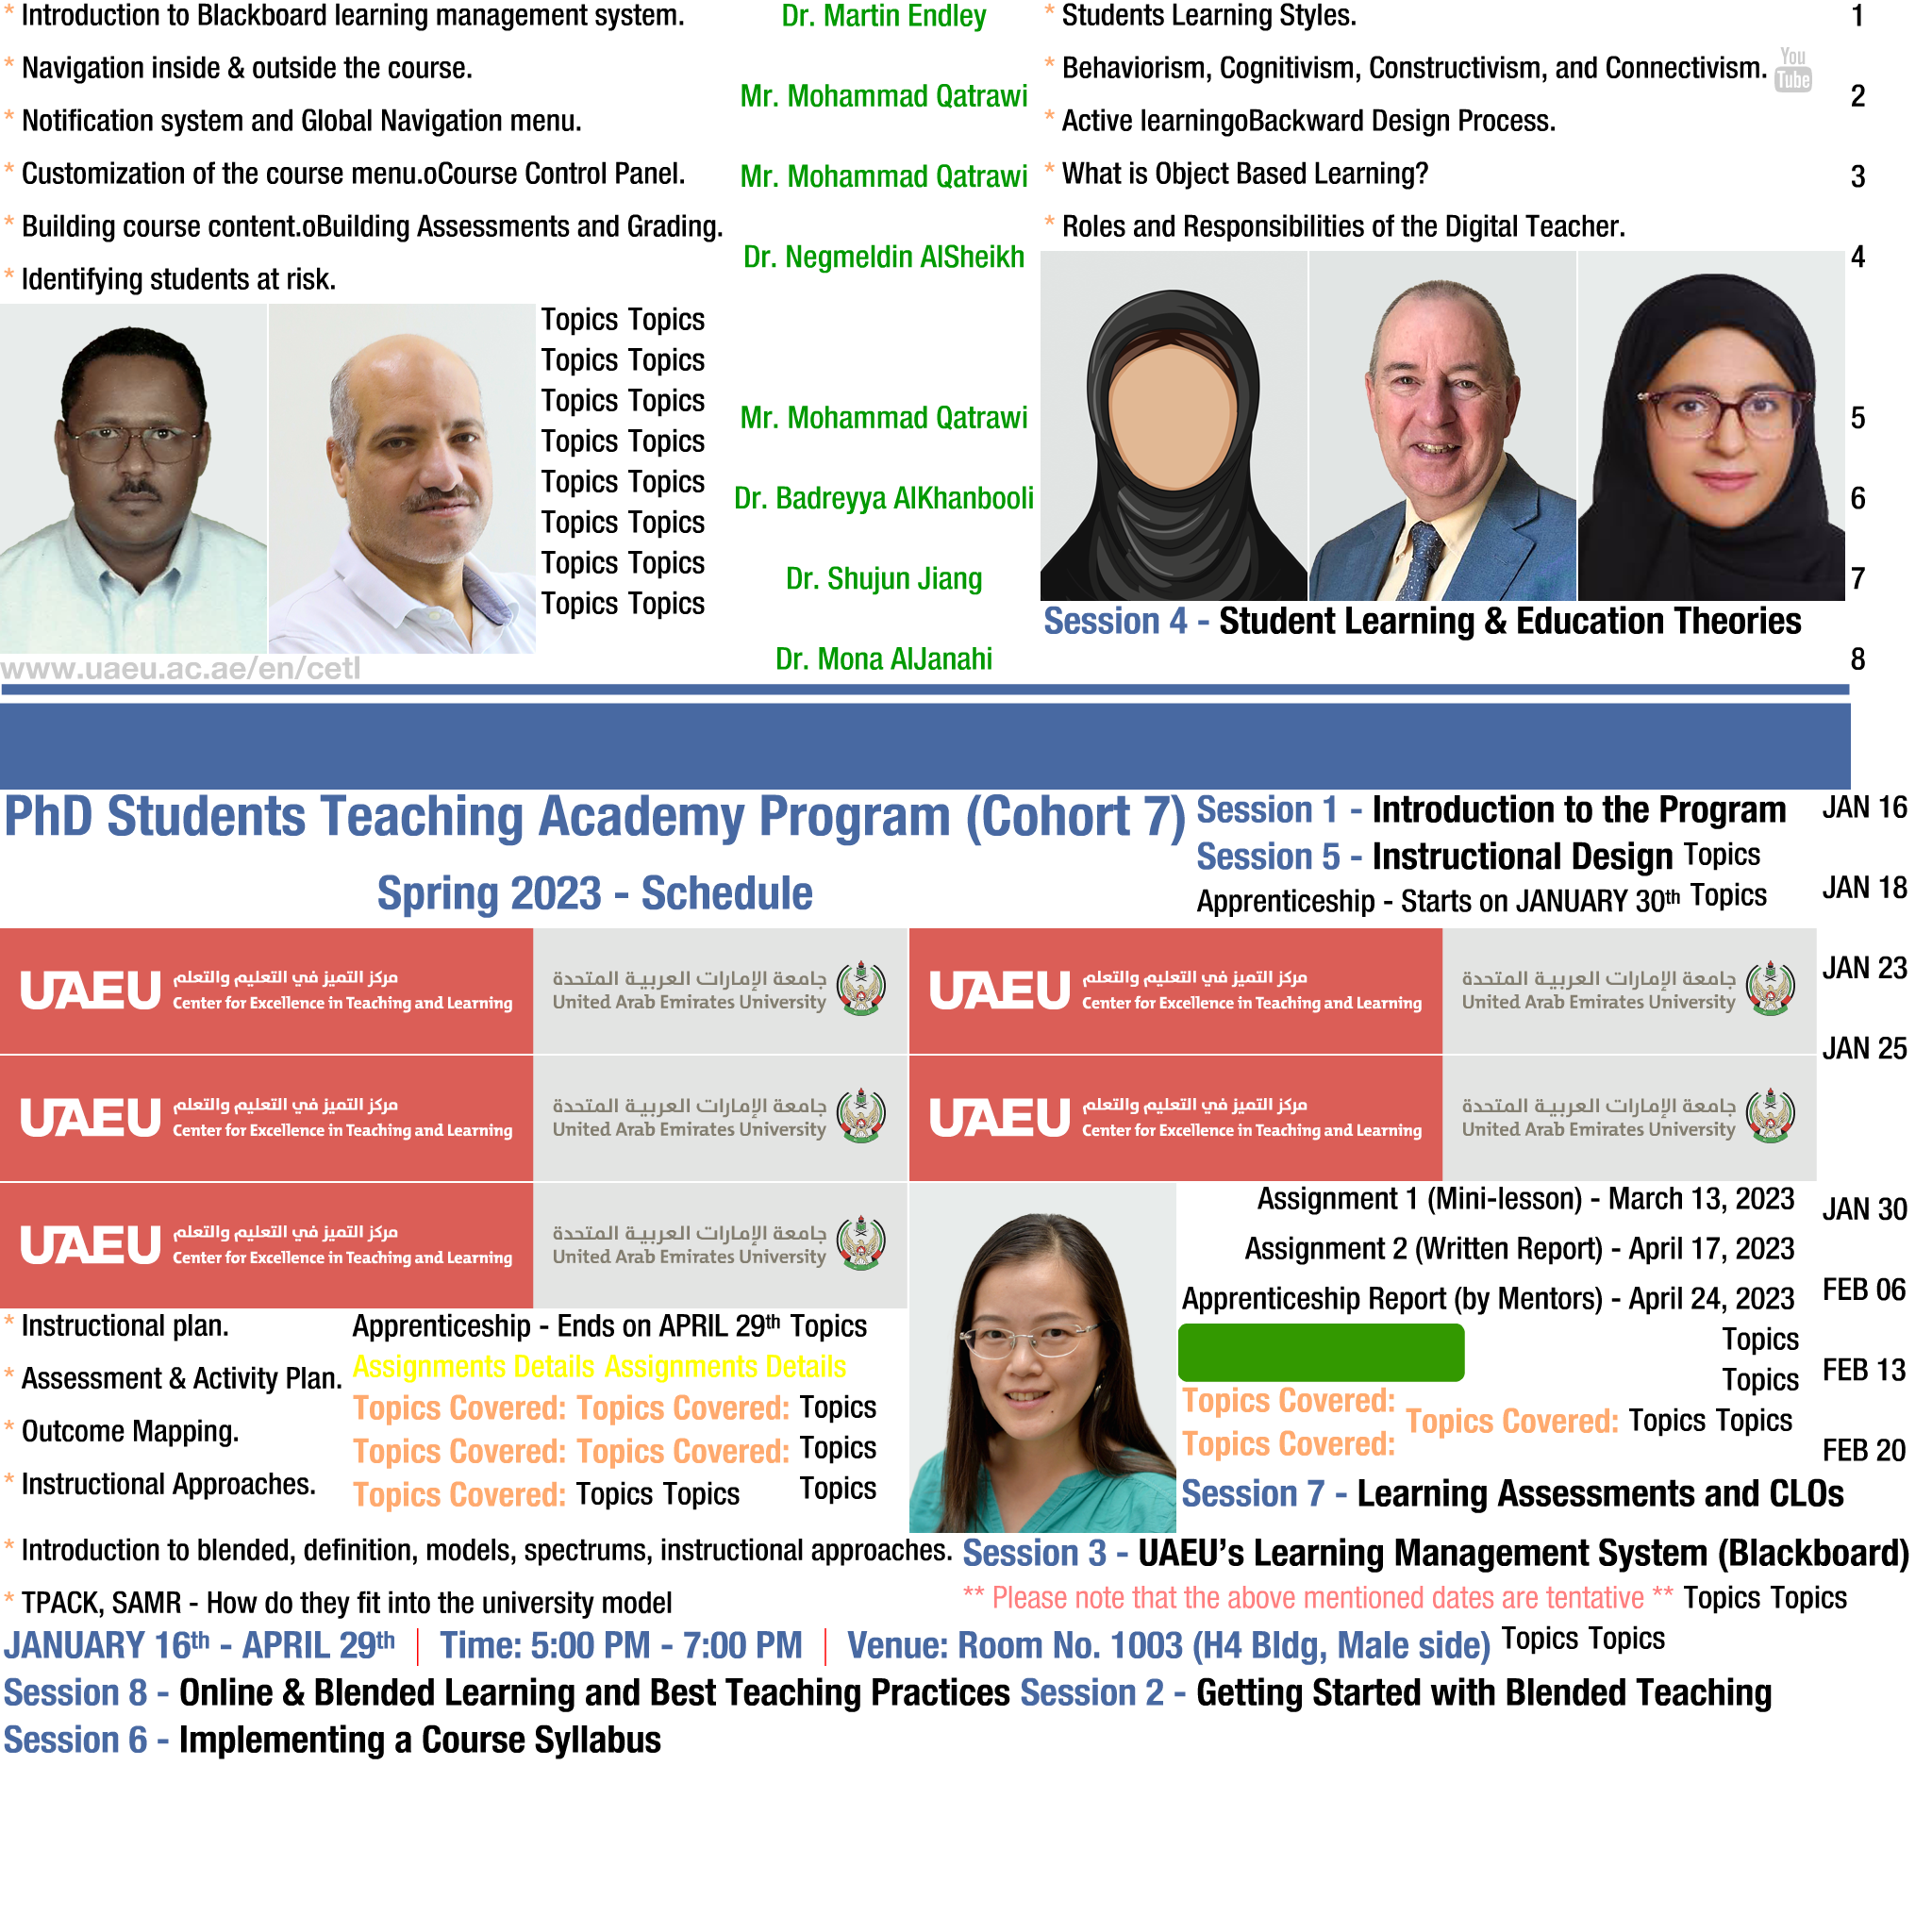 * Introduction to Blackboard learning management system.
* Navigation inside & outside the course.
* Notification system and Global Navigation menu.
* Customization of the course menu.oCourse Control Panel.
* Building course content.oBuilding Assessments and Grading.
* Identifying students at risk.
Dr. Martin Endley
Mr. Mohammad Qatrawi
Mr. Mohammad Qatrawi
Dr. Negmeldin AlSheikh
Mr. Mohammad Qatrawi
Dr. Badreyya AlKhanbooli
Dr. Shujun Jiang
Dr. Mona AlJanahi
* Students Learning Styles.
* Behaviorism, Cognitivism, Constructivism, and Connectivism.
You
Tube
* Active learningoBackward Design Process.
* What is Object Based Learning?
* Roles and Responsibilities of the Digital Teacher.
1
2
3
4
5
6
7
8
Topics Topics
Topics Topics
Topics Topics
Topics Topics
Topics Topics
Topics Topics
Topics Topics
Topics Topics
Session 4 - Student Learning & Education Theories
www.uaeu.ac.ae/en/cetl
PhD Students Teaching Academy Program (Cohort 7)
Spring 2023 - Schedule
Session 1 - Introduction to the Program
Session 5 - Instructional Design Topics
Apprenticeship - Starts on JANUARY 30th Topics
JAN 16
JAN 18
JAN 23
JAN 25
JAN 30
FEB 06
FEB 13
FEB 20
UAEU مركز التميز في التعليم والتعلم
Center for Excellence in Teaching and Learning
جامعة الإمارات العربية المتحدة
United Arab Emirates University
UAEU مركز التميز في التعليم والتعلم
Center for Excellence in Teaching and Learning
جامعة الإمارات العربية المتحدة
United Arab Emirates University
UAEU مركز التميز في التعليم والتعلم
Center for Excellence in Teaching and Learning
جامعة الإمارات العربية المتحدة
United Arab Emirates University
UAEU مركز التميز في التعليم والتعلم
Center for Excellence in Teaching and Learning
جامعة الإمارات العربية المتحدة
United Arab Emirates University
UAEU مركز التميز في التعليم والتعلم
Center for Excellence in Teaching and Learning
جامعة الإمارات العربية المتحدة
United Arab Emirates University
Assignment 1 (Mini-lesson) - March 13, 2023
Assignment 2 (Written Report) - April 17, 2023
Apprenticeship Report (by Mentors) - April 24, 2023
Topics
Topics
Topics Covered:
Topics Covered:
Topics Covered: Topics Topics
* Instructional plan.
* Assessment & Activity Plan.
* Outcome Mapping.
* Instructional Approaches.
Apprenticeship - Ends on APRIL 29th Topics
Assignments Details Assignments Details
Topics Covered: Topics Covered: Topics
Topics Covered: Topics Covered: Topics
Topics Covered: Topics Topics Topics
Session 7 - Learning Assessments and CLOs
* Introduction to blended, definition, models, spectrums, instructional approaches.
Session 3 - UAEU's Learning Management System (Blackboard)
* TPACK, SAMR - How do they fit into the university model
** Please note that the above mentioned dates are tentative ** Topics Topics
JANUARY 16th - APRIL 29th | Time: 5:00 PM - 7:00 PM | Venue: Room No. 1003 (H4 Bldg, Male side) Topics Topics
Session 8 - Online & Blended Learning and Best Teaching Practices Session 2 - Getting Started with Blended Teaching
Session 6 - Implementing a Course Syllabus